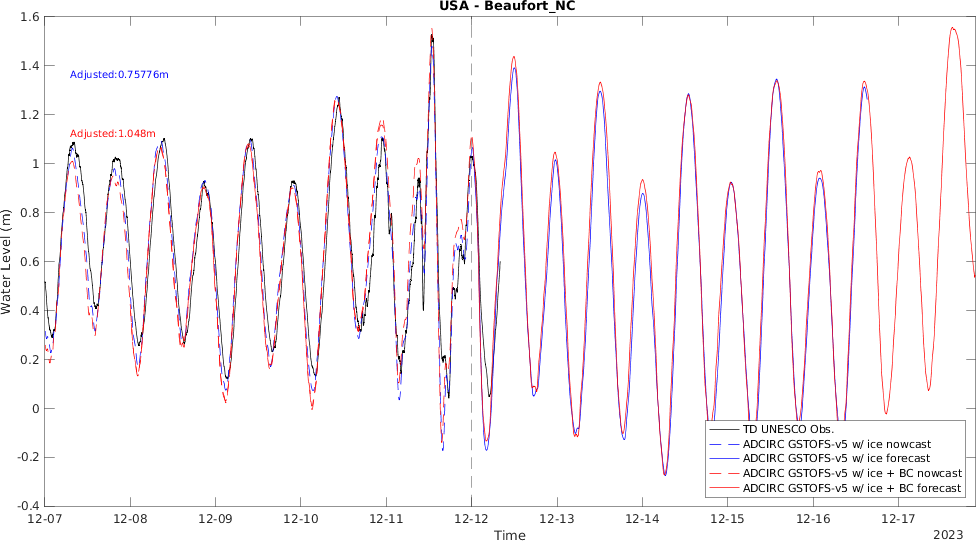 USA - Beaufort_NC
1.6
1.4
1.2
1
0.8
0.6
0.4
0.2
0
-0.2
-0.4
Water Level (m)
Adjusted:0.75776m
Adjusted:1.048m
TD UNESCO Obs.
ADCIRC GSTOFS-v5 w/ ice nowcast
ADCIRC GSTOFS-v5 w/ ice forecast
ADCIRC GSTOFS-v5 w/ ice + BC nowcast
ADCIRC GSTOFS-v5 w/ ice + BC forecast
12-07 12-08 12-09 12-10 12-11 12-12 12-13 12-14 12-15 12-16 12-17
Time
2023